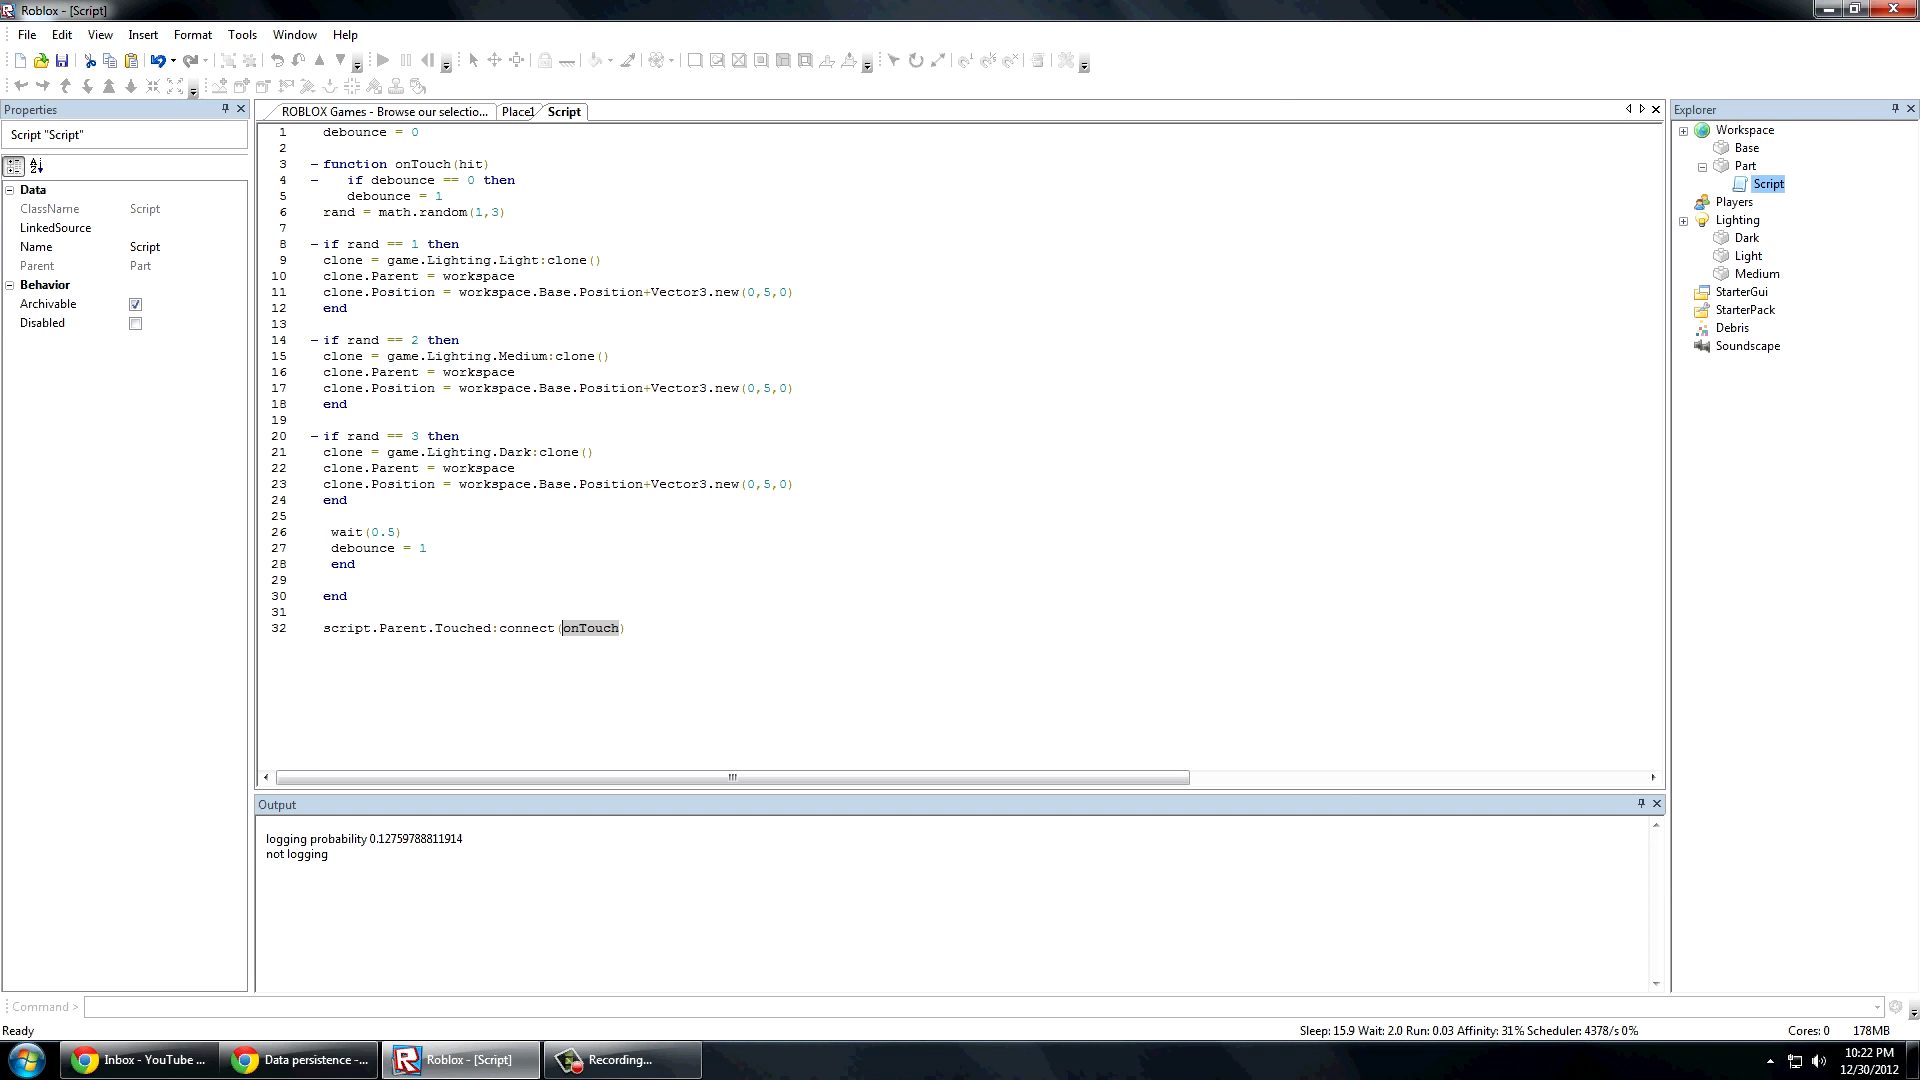 Roblox - [Script]
File Edit View Insert Format Tools Window Help
Properties
Script "Script"
Data
ClassName Script
LinkedSource
Name Script
Parent Part
Behavior
Archivable
Disabled
ROBLOX Games - Browse our selectio... Place1 Script
1 debounce = 0
2
3 function onTouch(hit)
4 if debounce == 0 then
5 debounce = 1
6 rand = math.random(1,3)
7
8 if rand == 1 then
9 clone = game.Lighting.Light:clone()
10 clone.Parent = workspace
11 clone.Position = workspace.Base.Position+Vector3.new(0,5,0)
12 end
13
14 if rand == 2 then
15 clone = game.Lighting.Medium:clone()
16 clone.Parent = workspace
17 clone.Position = workspace.Base.Position+Vector3.new(0,5,0)
18 end
19
20 if rand == 3 then
21 clone = game.Lighting.Dark:clone()
22 clone.Parent = workspace
23 clone.Position = workspace.Base.Position+Vector3.new(0,5,0)
24 end
25
26 wait(0.5)
27 debounce = 1
28 end
29
30 end
31
32 script.Parent.Touched:connect(onTouch)
Output
logging probability 0.12759788811914
not logging
Explorer
Workspace
Base
Part
Script
Players
Lighting
Dark
Light
Medium
StarterGui
StarterPack
Debris
Soundscape
Command >
Ready
Sleep: 15.9 Wait: 2.0 Run: 0.03 Affinity: 31% Scheduler: 4378/s 0%
Cores: 0 178MB
Inbox - YouTube ... Data persistence -... Roblox - [Script] Recording...
10:22 PM
12/30/2012